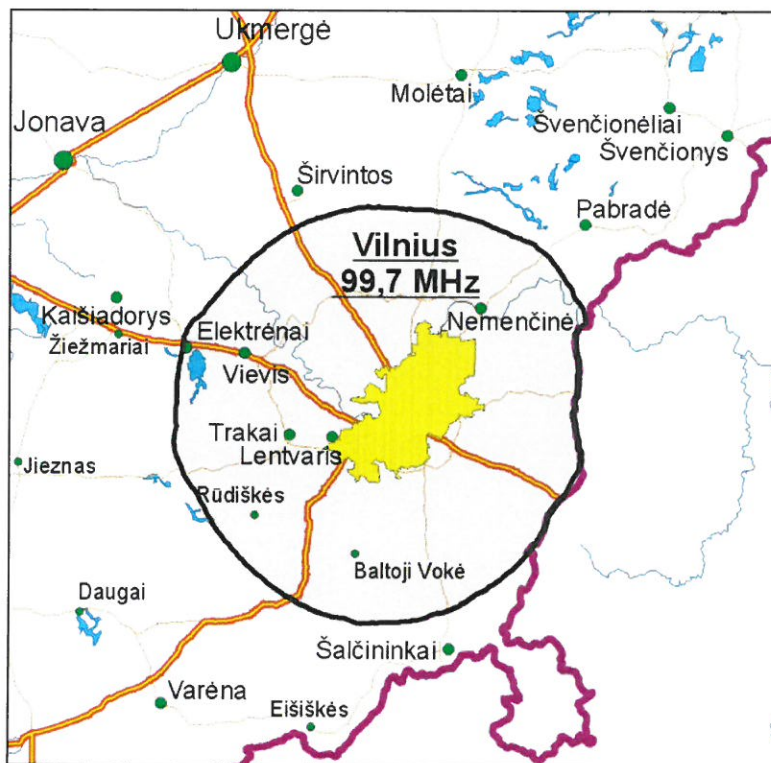 Ukmergė
Molėtai
Jonava
Švenčionėliai
Švenčionys
Širvintos
Pabradė
Vilnius
99,7 MHz
Kaišiadorys
Nemenčinė
Elektrėnai
Žiežmariai
Vievis
Trakai
Lentvaris
Jieznas
Rūdiškės
Baltoji Vokė
Daugai
Šalčininkai
Varėna
Eišiškės